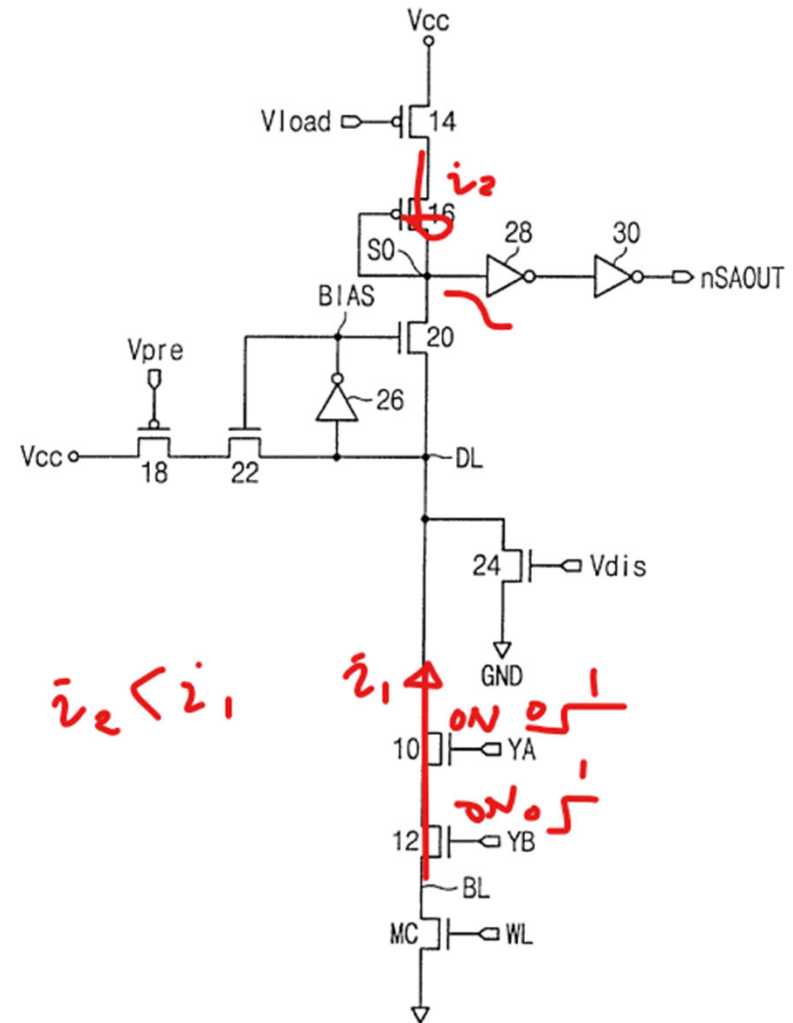 Vcc
Vload
14
i₂
16
S0
28
30
nSAOUT
BIAS
20
Vpre
26
Vcc
18
22
DL
24
Vdis
GND
i₂ < i₁
i₁
ON 0 1
10
YA
ON 0 1
12
YB
BL
MC
WL